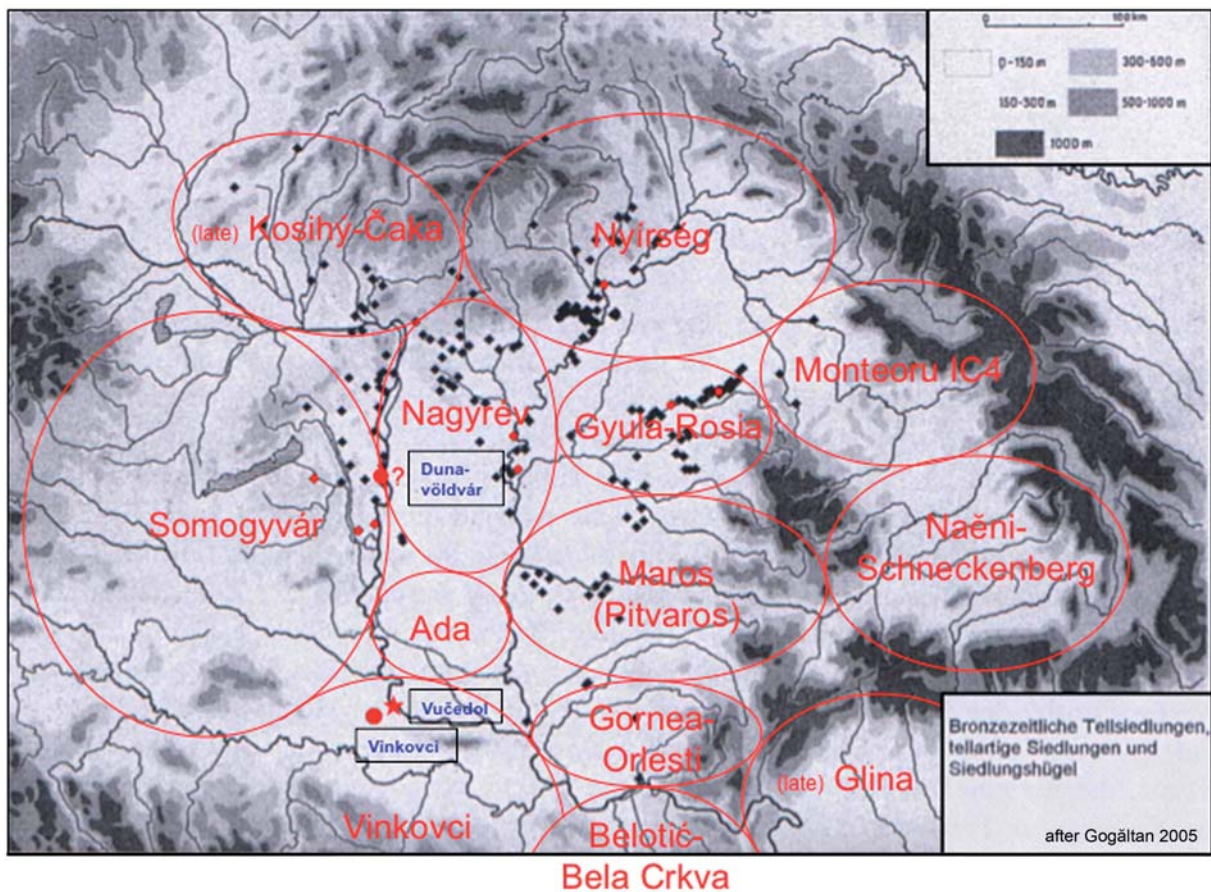 0 100 km
0-150 m 300-500 m
150-300 m 500-1000 m
1000 m
(late) Kosihý-Čaka
Nyírség
Monteoru IC4
Nagyrév
Gyula-Rosia
?
Duna-
völdvár
Somogyvár
Naěni-
Schneckenberg
Maros
(Pitvaros)
Ada
Vučedol
Vinkovci
Gornea-
Orlesti
(late) Glina
Vinkovci
Belotić-
Bela Crkva
Bronzezeitliche Tellsiedlungen,
tellartige Siedlungen und
Siedlungshügel
after Gogăltan 2005